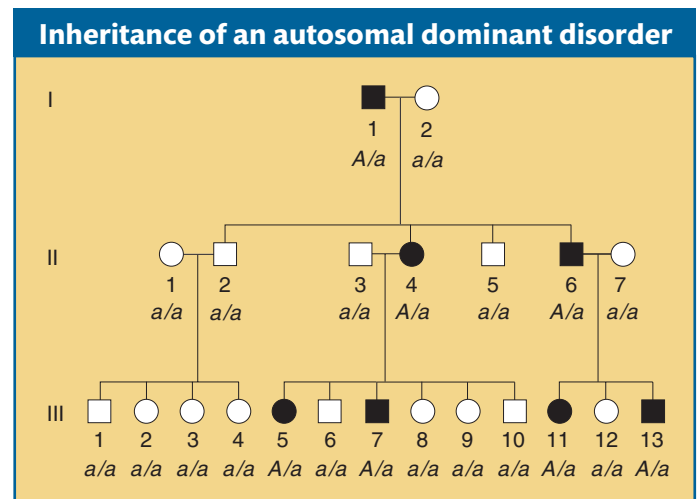 Inheritance of an autosomal dominant disorder
I
1 2
A/a a/a
II
1 2 3 4 5 6 7
a/a a/a a/a A/a a/a A/a a/a
III
1 2 3 4 5 6 7 8 9 10 11 12 13
a/a a/a a/a a/a A/a a/a A/a a/a a/a a/a A/a a/a A/a